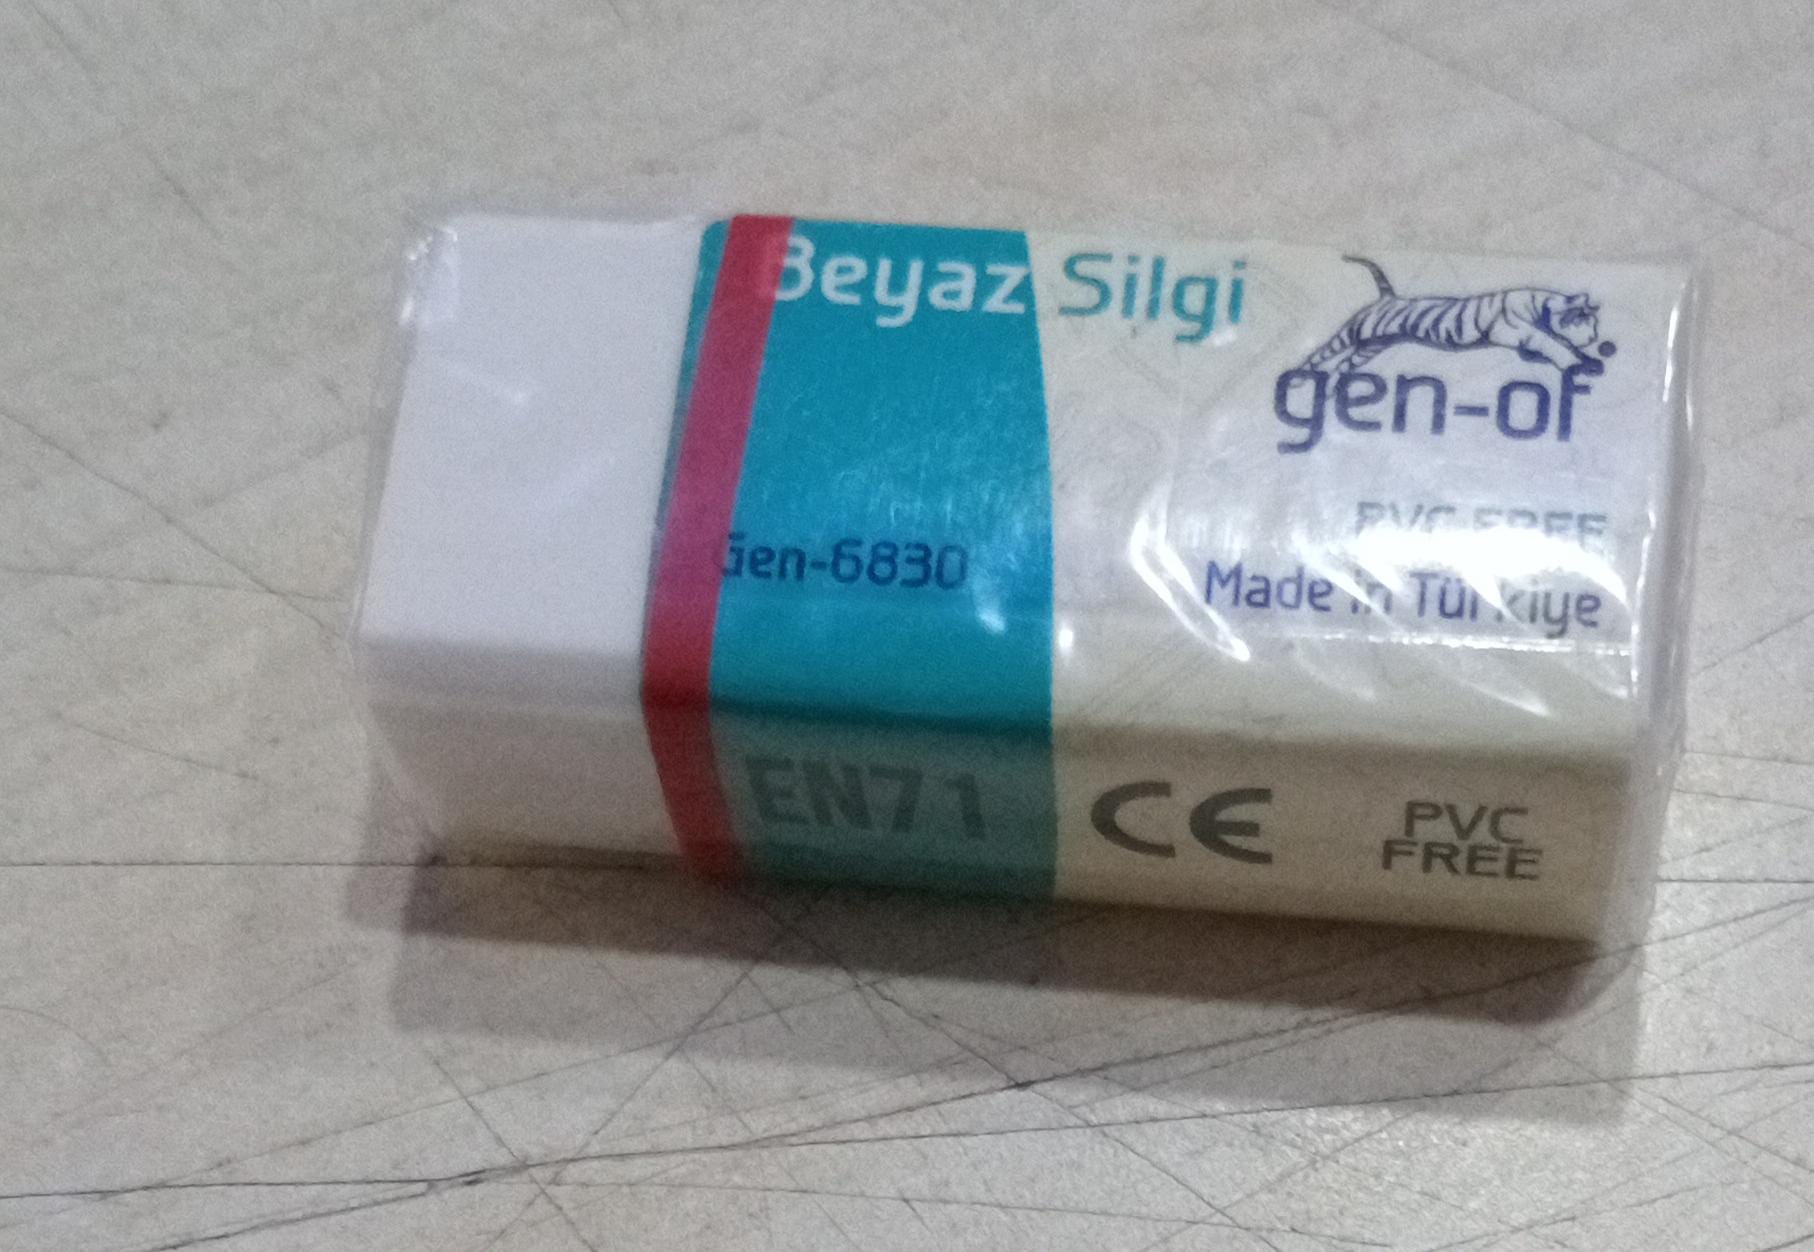 Beyaz Silgi
gen-of
Gen-6830
PVC FREE
Made in Türkiye
EN71
CE
PVC
FREE